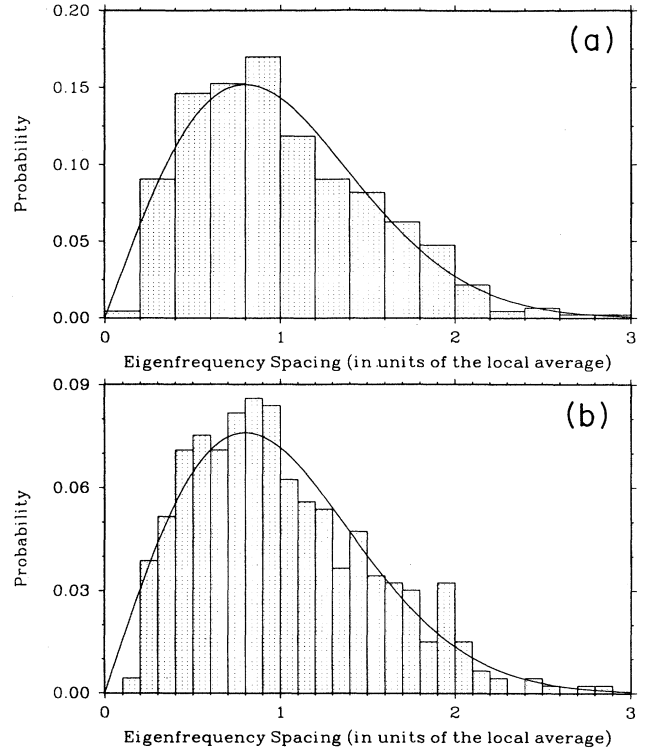 (a)
0.20
0.15
0.10
0.05
0.00
Probability
0
1
2
3
Eigenfrequency Spacing (in units of the local average)
(b)
0.09
0.06
0.03
0.00
Probability
0
1
2
3
Eigenfrequency Spacing (in units of the local average)